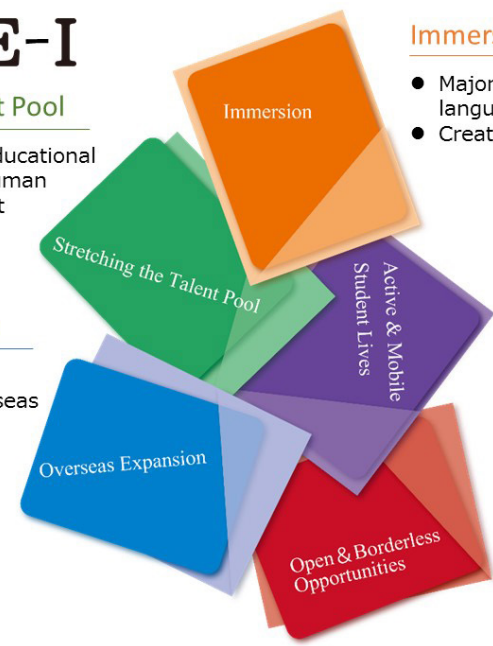 E-I
t Pool
ducational
uman
t
seas
Immers
● Major
langu
● Creat
Immersion
Stretching the Talent Pool
Active & Mobile
Student Lives
Overseas Expansion
Open & Borderless
Opportunities